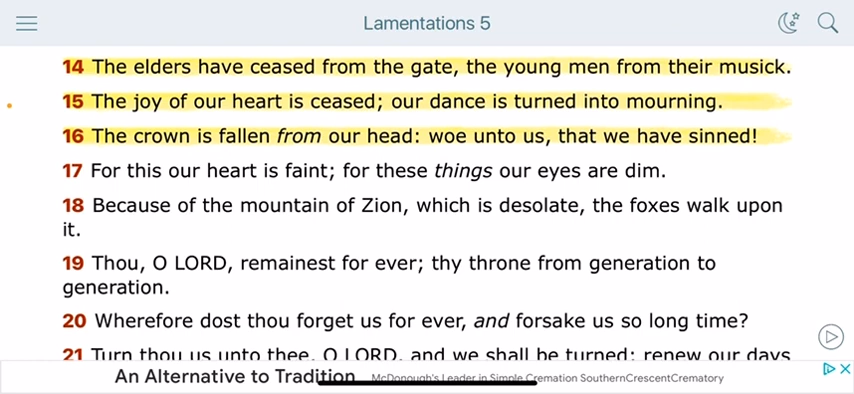 Lamentations 5
14 The elders have ceased from the gate, the young men from their musick.
15 The joy of our heart is ceased; our dance is turned into mourning.
16 The crown is fallen from our head: woe unto us, that we have sinned!
17 For this our heart is faint; for these things our eyes are dim.
18 Because of the mountain of Zion, which is desolate, the foxes walk upon
it.
19 Thou, O LORD, remainest for ever; thy throne from generation to
generation.
20 Wherefore dost thou forget us for ever, and forsake us so long time?
21 Turn thou us unto thee, O LORD, and we shall be turned; renew our days
An Alternative to Tradition McDonough's Leader in Simple Cremation SouthernCrescentCrematory